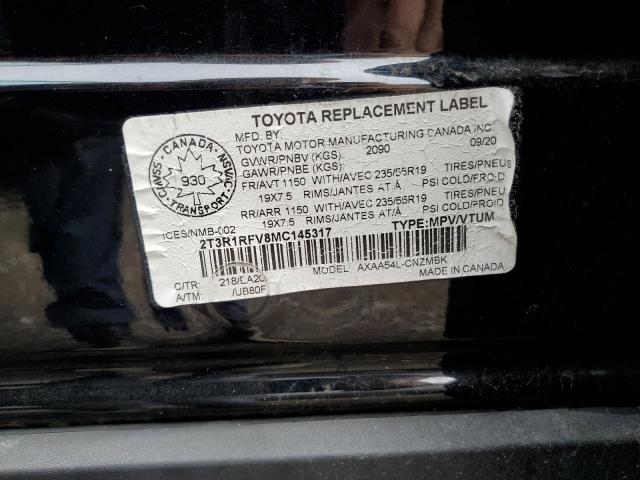 TOYOTA REPLACEMENT LABEL
MFD. BY:
TOYOTA MOTOR MANUFACTURING CANADA INC.
GVWR/PNBV (KGS) 2090 09/20
GAWR/PNBE (KGS)
FR/AVT 1150 WITH/AVEC 235/55R19 TIRES/PNEUS
19X7.5 RIMS/JANTES AT/À PSI COLD/FROID
RR/ARR 1150 WITH/AVEC 235/55R19 TIRES/PNEU
19X7.5 RIMS/JANTES AT/À PSI COLD/FROID
CANADA
930
TRANSPORT
ICES/NMB-002
2T3R1RFV8MC145317 TYPE:MPV/VTUM
C/TR: 218/EA20 MODEL: AXAA54L-CNZMBK
A/TM: /UB80F MADE IN CANADA